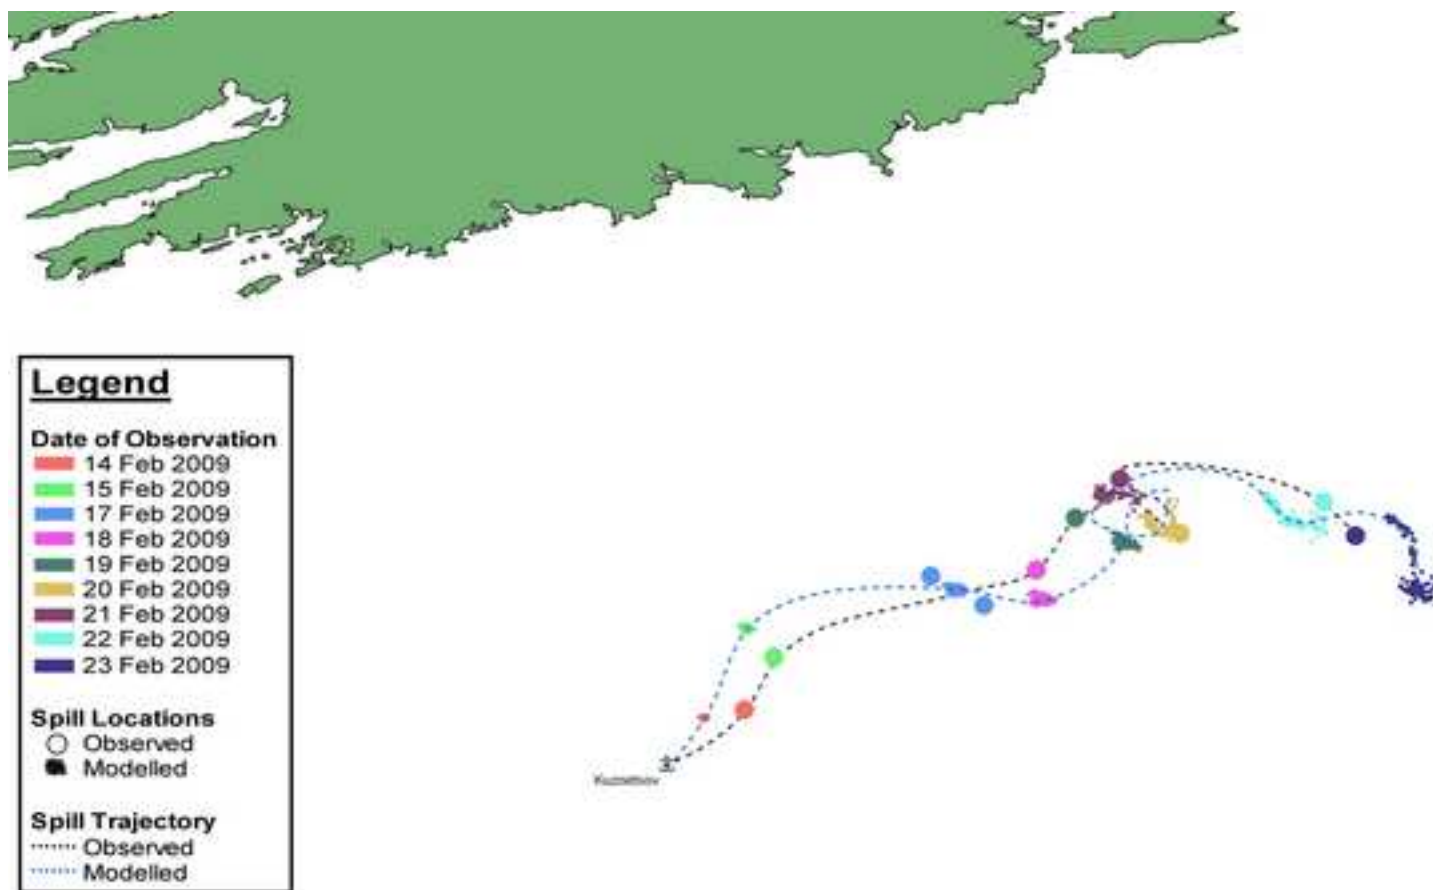 Legend
Date of Observation
14 Feb 2009
15 Feb 2009
17 Feb 2009
18 Feb 2009
19 Feb 2009
20 Feb 2009
21 Feb 2009
22 Feb 2009
23 Feb 2009
Spill Locations
Observed
Modelled
Spill Trajectory
Observed
Modelled